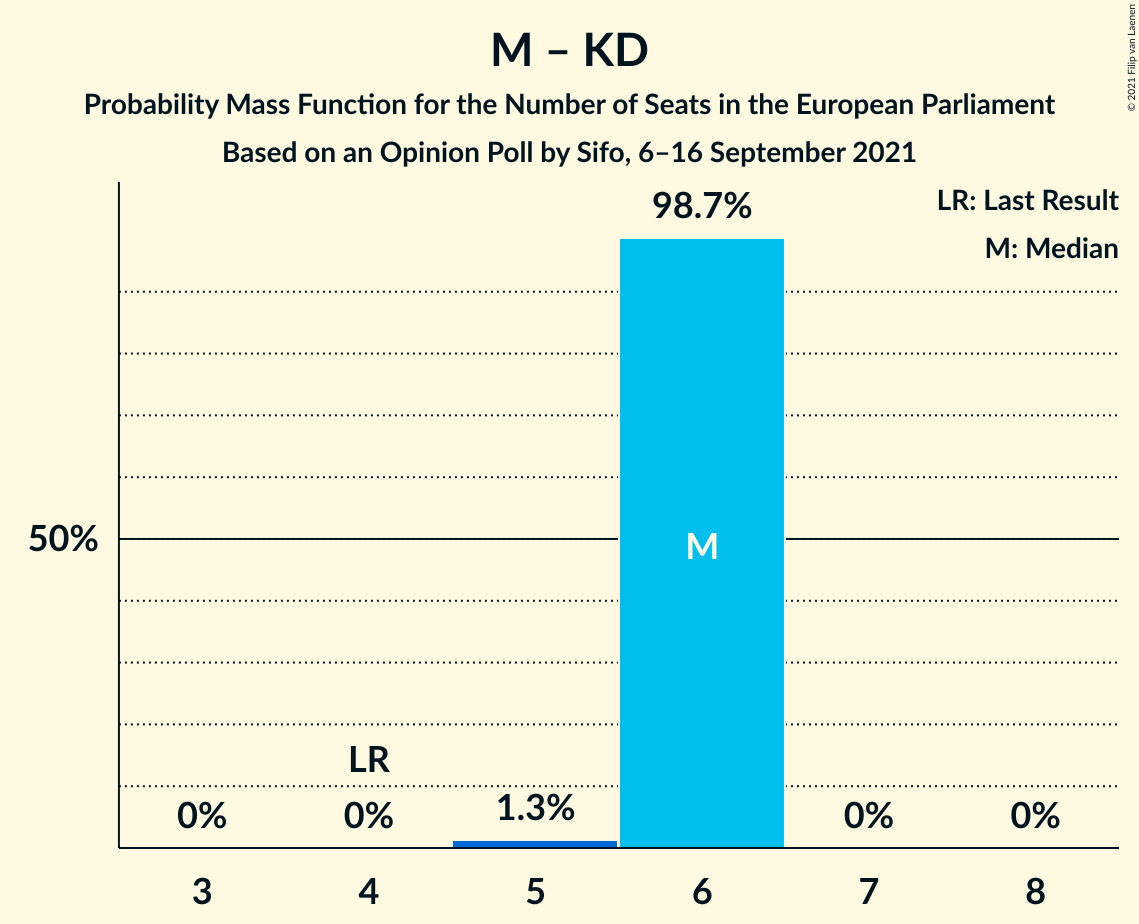 M – KD
Probability Mass Function for the Number of Seats in the European Parliament
Based on an Opinion Poll by Sifo, 6–16 September 2021
© 2021 Filip van Laenen
LR: Last Result
M: Median
98.7%
50%
M
LR
0%
0%
1.3%
0%
0%
3
4
5
6
7
8